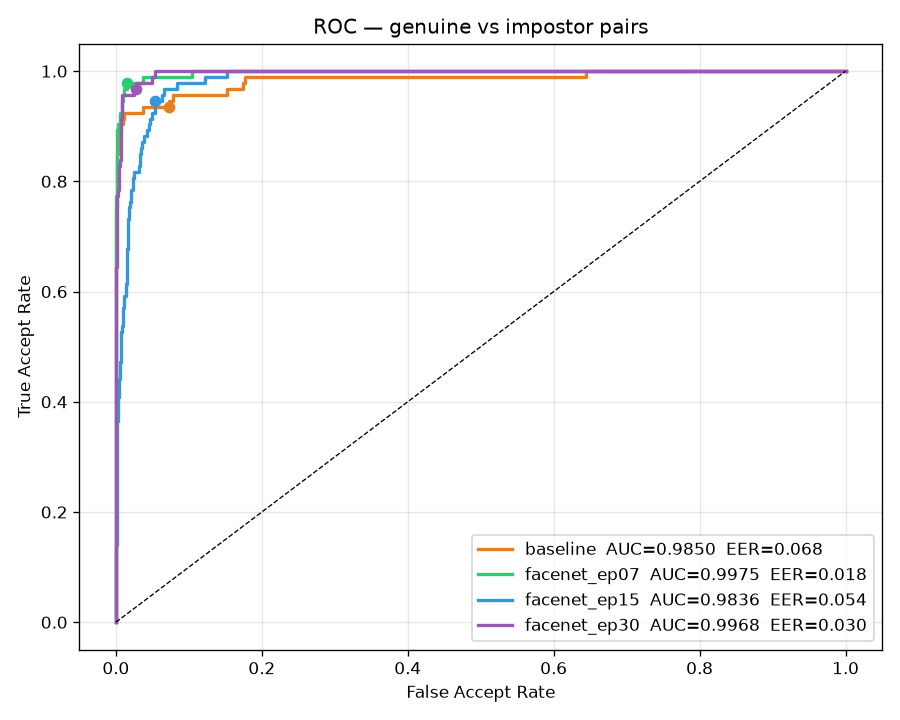 ROC — genuine vs impostor pairs
1.0
0.8
0.6
0.4
0.2
0.0
True Accept Rate
0.0 0.2 0.4 0.6 0.8 1.0
False Accept Rate
baseline AUC=0.9850 EER=0.068
facenet_ep07 AUC=0.9975 EER=0.018
facenet_ep15 AUC=0.9836 EER=0.054
facenet_ep30 AUC=0.9968 EER=0.030